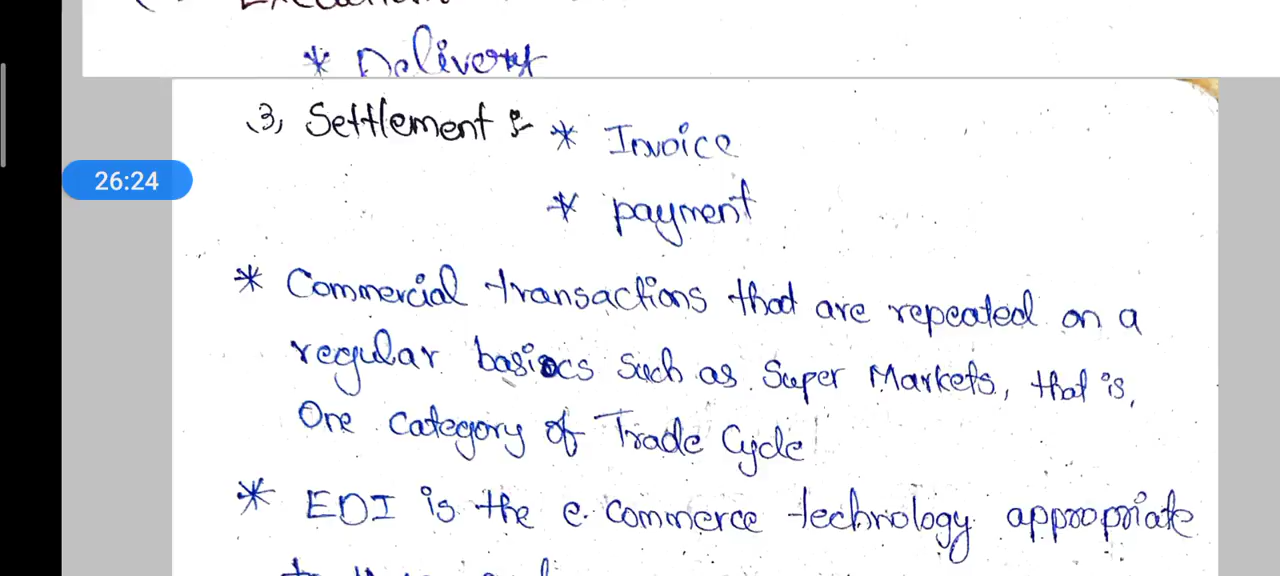 * Delivery
3, Settlement :- * Invoice
* payment
26:24
* Commercial transactions that are repeated on a
regular basiscs such as Super Markets, that is,
One category of Trade Cycle
* EDI is the e. commerce technology appropriate